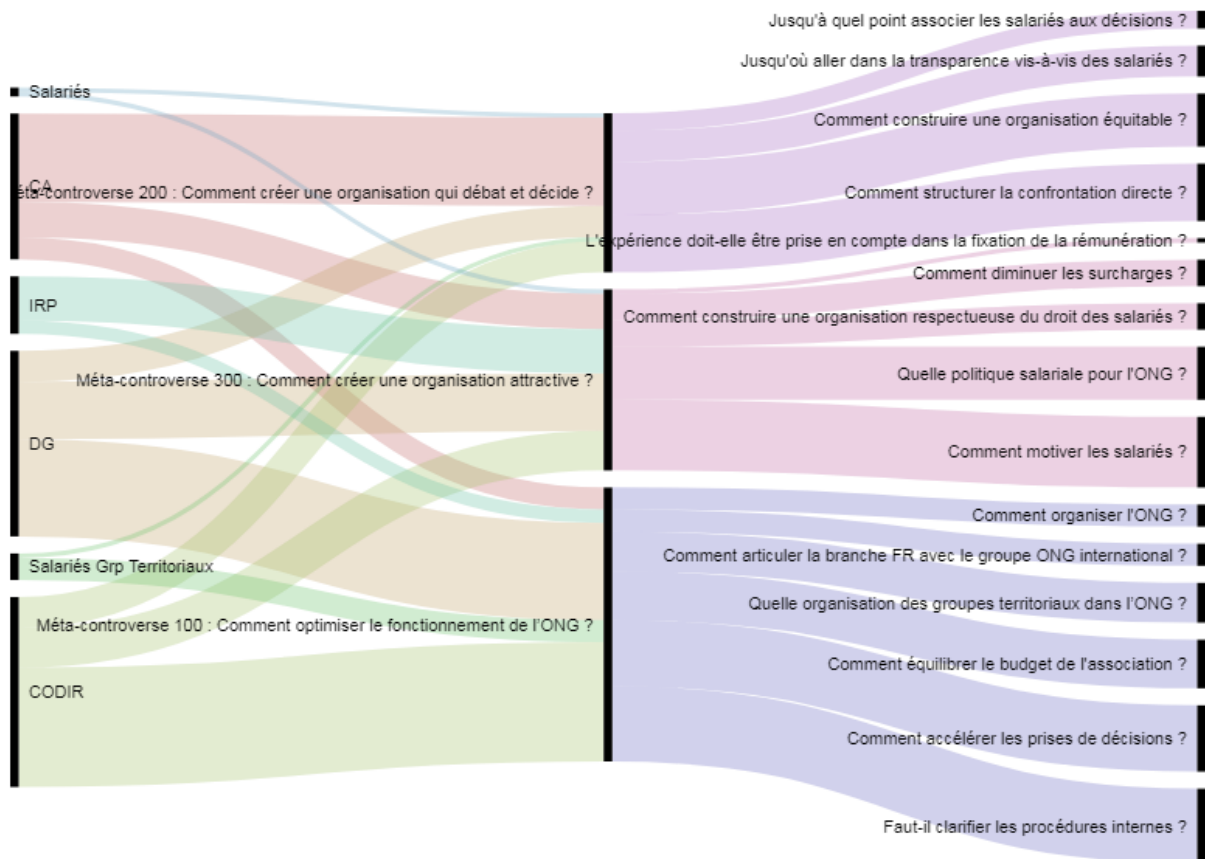 Salariés
CA
IRP
DG
Salariés Grp Territoriaux
CODIR
éta-controverse 200 : Comment créer une organisation qui débat et décide ?
Méta-controverse 300 : Comment créer une organisation attractive ?
Méta-controverse 100 : Comment optimiser le fonctionnement de l'ONG ?
Jusqu'à quel point associer les salariés aux décisions ?
Jusqu'où aller dans la transparence vis-à-vis des salariés ?
Comment construire une organisation équitable ?
Comment structurer la confrontation directe ?
L'expérience doit-elle être prise en compte dans la fixation de la rémunération ?
Comment diminuer les surcharges ?
Comment construire une organisation respectueuse du droit des salariés ?
Quelle politique salariale pour l'ONG ?
Comment motiver les salariés ?
Comment organiser l'ONG ?
Comment articuler la branche FR avec le groupe ONG international ?
Quelle organisation des groupes territoriaux dans l'ONG ?
Comment équilibrer le budget de l'association ?
Comment accélérer les prises de décisions ?
Faut-il clarifier les procédures internes ?